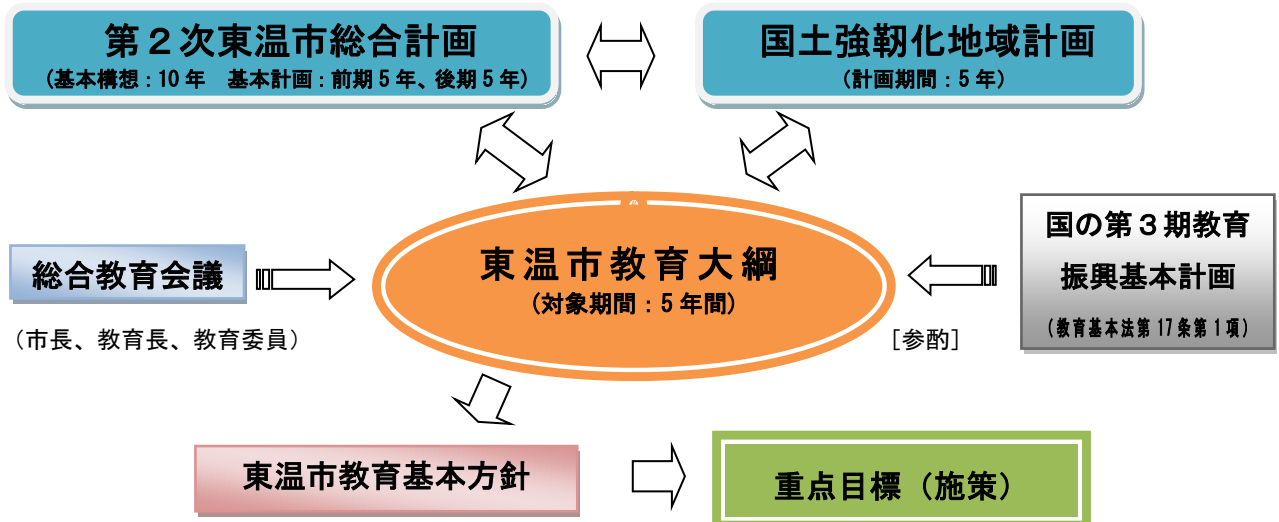 第2次東温市総合計画
(基本構想:10年　基本計画:前期5年、後期5年)
国土強靭化地域計画
(計画期間:5年)
国の第3期教育
振興基本計画
(教育基本法第17条第1項)
東温市教育大綱
(対象期間:5年間)
総合教育会議
（市長、教育長、教育委員）
[参酌]
東温市教育基本方針
重点目標（施策）